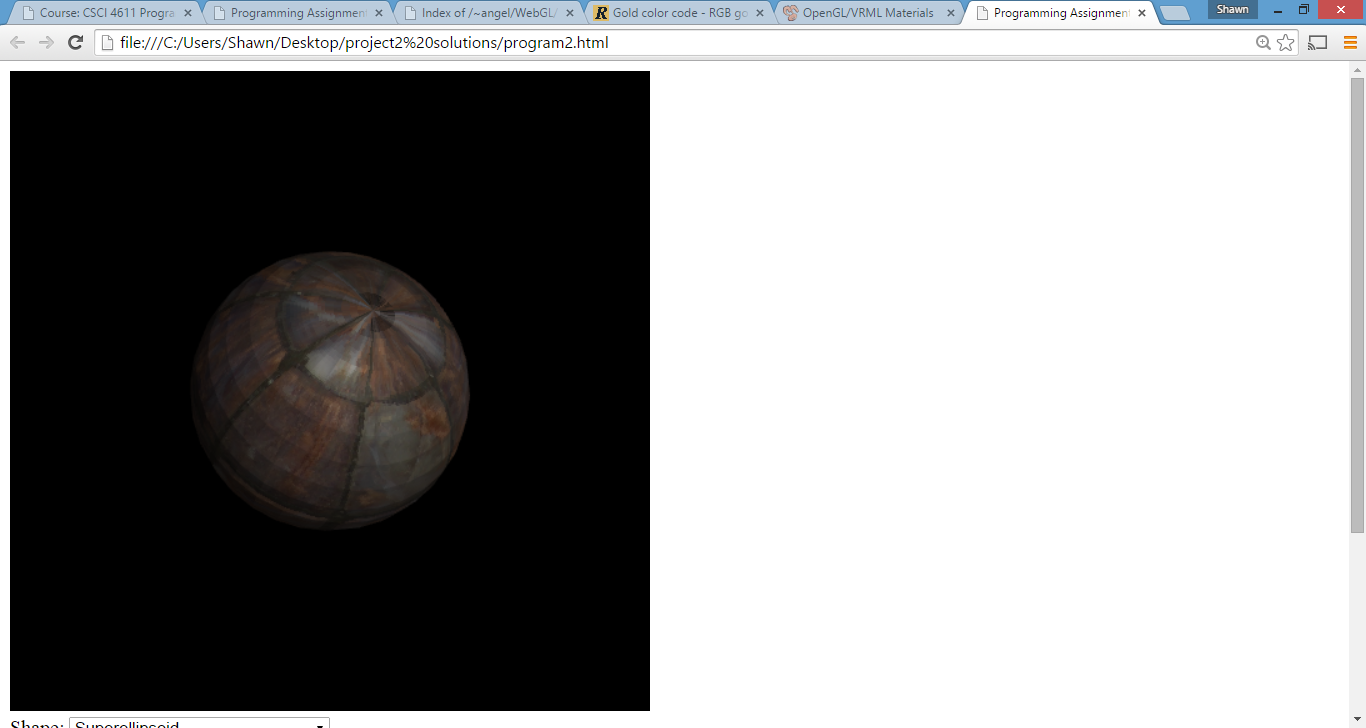 Course: CSCI 4611 Progra
Programming Assignment
Index of /~angel/WebGL/
R Gold color code - RGB go
OpenGL/VRML Materials
Programming Assignment
Shawn
file:///C:/Users/Shawn/Desktop/project2%20solutions/program2.html
Shape: Superellipsoid